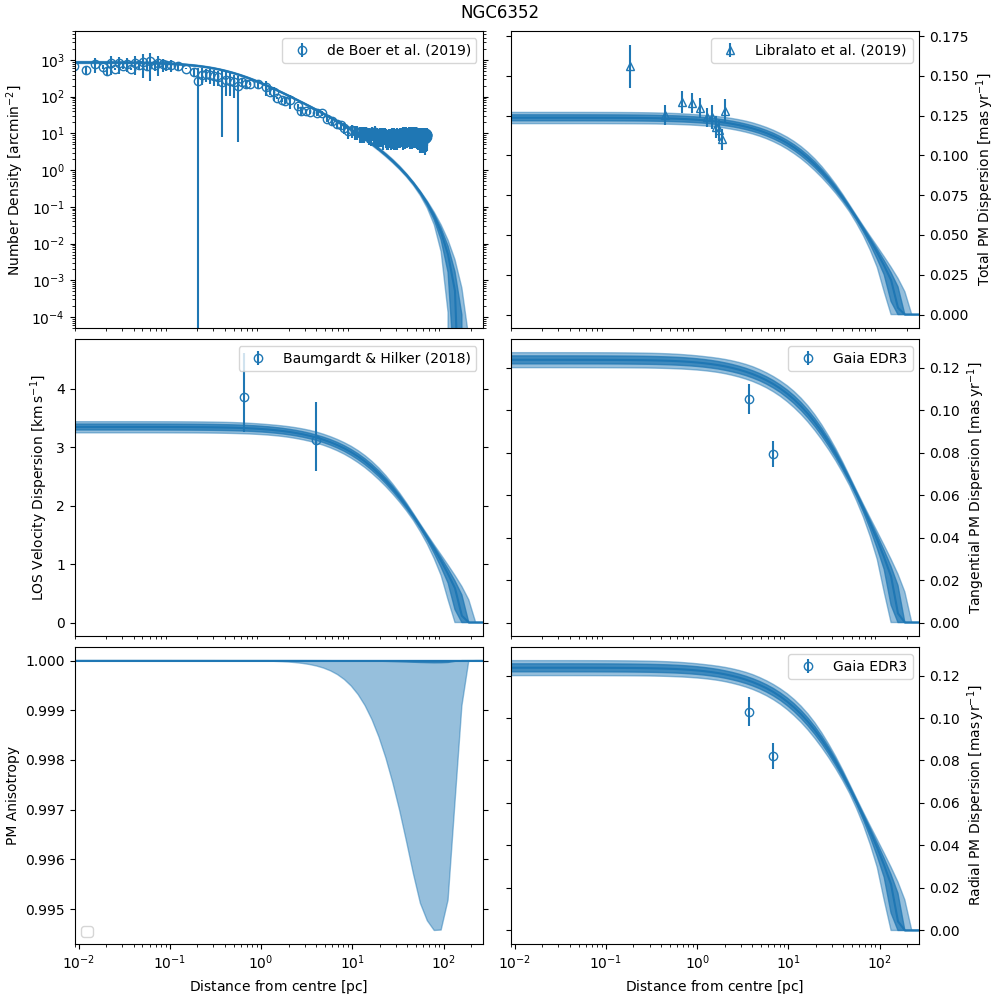 NGC6352
de Boer et al. (2019)
Number Density [arcmin⁻²]
10³
10²
10¹
10⁰
10⁻¹
10⁻²
10⁻³
10⁻⁴
Libralato et al. (2019)
Total PM Dispersion [mas yr⁻¹]
0.175
0.150
0.125
0.100
0.075
0.050
0.025
0.000
Baumgardt & Hilker (2018)
LOS Velocity Dispersion [km s⁻¹]
4
3
2
1
0
Gaia EDR3
Tangential PM Dispersion [mas yr⁻¹]
0.12
0.10
0.08
0.06
0.04
0.02
0.00
PM Anisotropy
1.000
0.999
0.998
0.997
0.996
0.995
10⁻² 10⁻¹ 10⁰ 10¹ 10²
Distance from centre [pc]
Gaia EDR3
Radial PM Dispersion [mas yr⁻¹]
0.12
0.10
0.08
0.06
0.04
0.02
0.00
10⁻² 10⁻¹ 10⁰ 10¹ 10²
Distance from centre [pc]